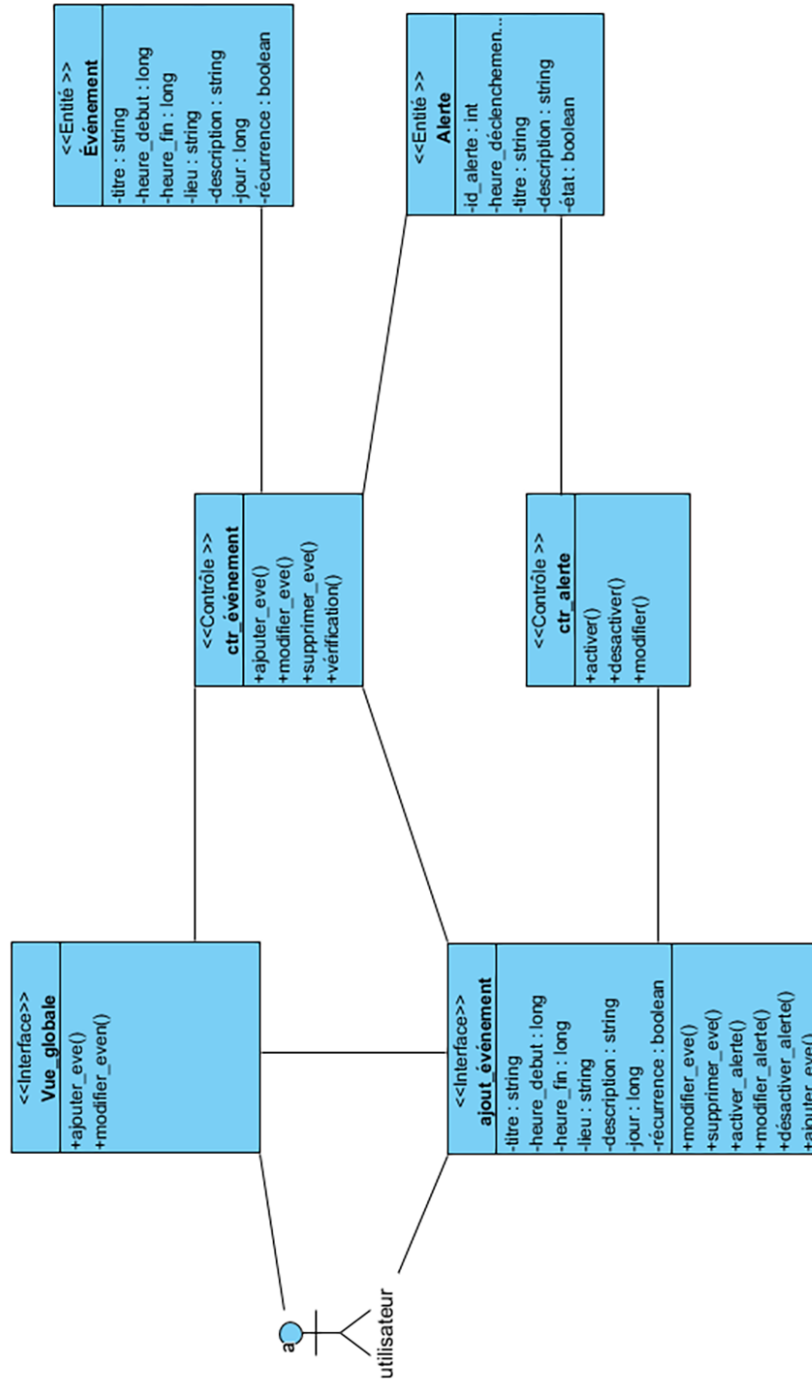 a
utilisateur
<<Interface>>
Vue_globale
+ajouter_eve()
+modifier_even()
<<Interface>>
ajout_événement
-titre : string
-heure_debut : long
-heure_fin : long
-lieu : string
-description : string
-jour : long
-récurrence : boolean
+modifier_eve()
+supprimer_eve()
+activer_alerte()
+modifier_alerte()
+désactiver_alerte()
+ajouter_eve()
<<Contrôle >>
ctr_événement
+ajouter_eve()
+modifier_eve()
+supprimer_eve()
+vérification()
<<Contrôle >>
ctr_alerte
+activer()
+desactiver()
+modifier()
<<Entité >>
Événement
-titre : string
-heure_debut : long
-heure_fin : long
-lieu : string
-description : string
-jour : long
-récurrence : boolean
<<Entité >>
Alerte
-id_alerte : int
-heure_déclenchemen...
-titre : string
-description : string
-état : boolean